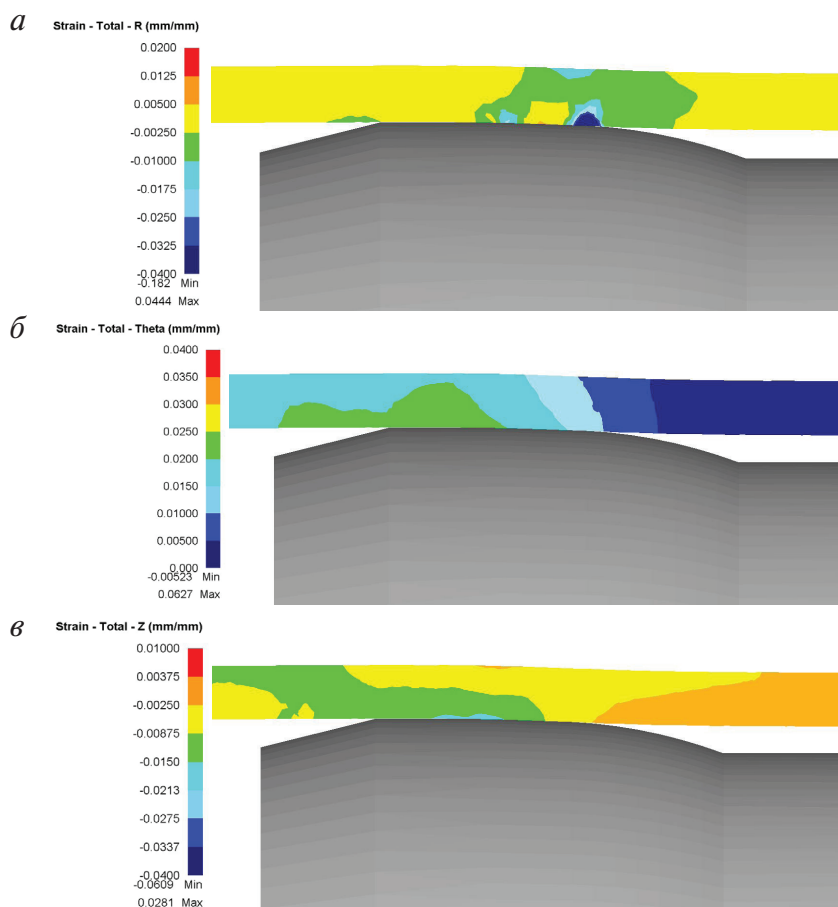 а
Strain - Total - R (mm/mm)
0.0200
0.0125
0.00500
-0.00250
-0.01000
-0.0175
-0.0250
-0.0325
-0.0400
-0.182 Min
0.0444 Max
б
Strain - Total - Theta (mm/mm)
0.0400
0.0350
0.0300
0.0250
0.0200
0.0150
0.01000
0.00500
0.000
-0.00523 Min
0.0627 Max
в
Strain - Total - Z (mm/mm)
0.01000
0.00375
-0.00250
-0.00875
-0.0150
-0.0213
-0.0275
-0.0337
-0.0400
-0.0609 Min
0.0281 Max